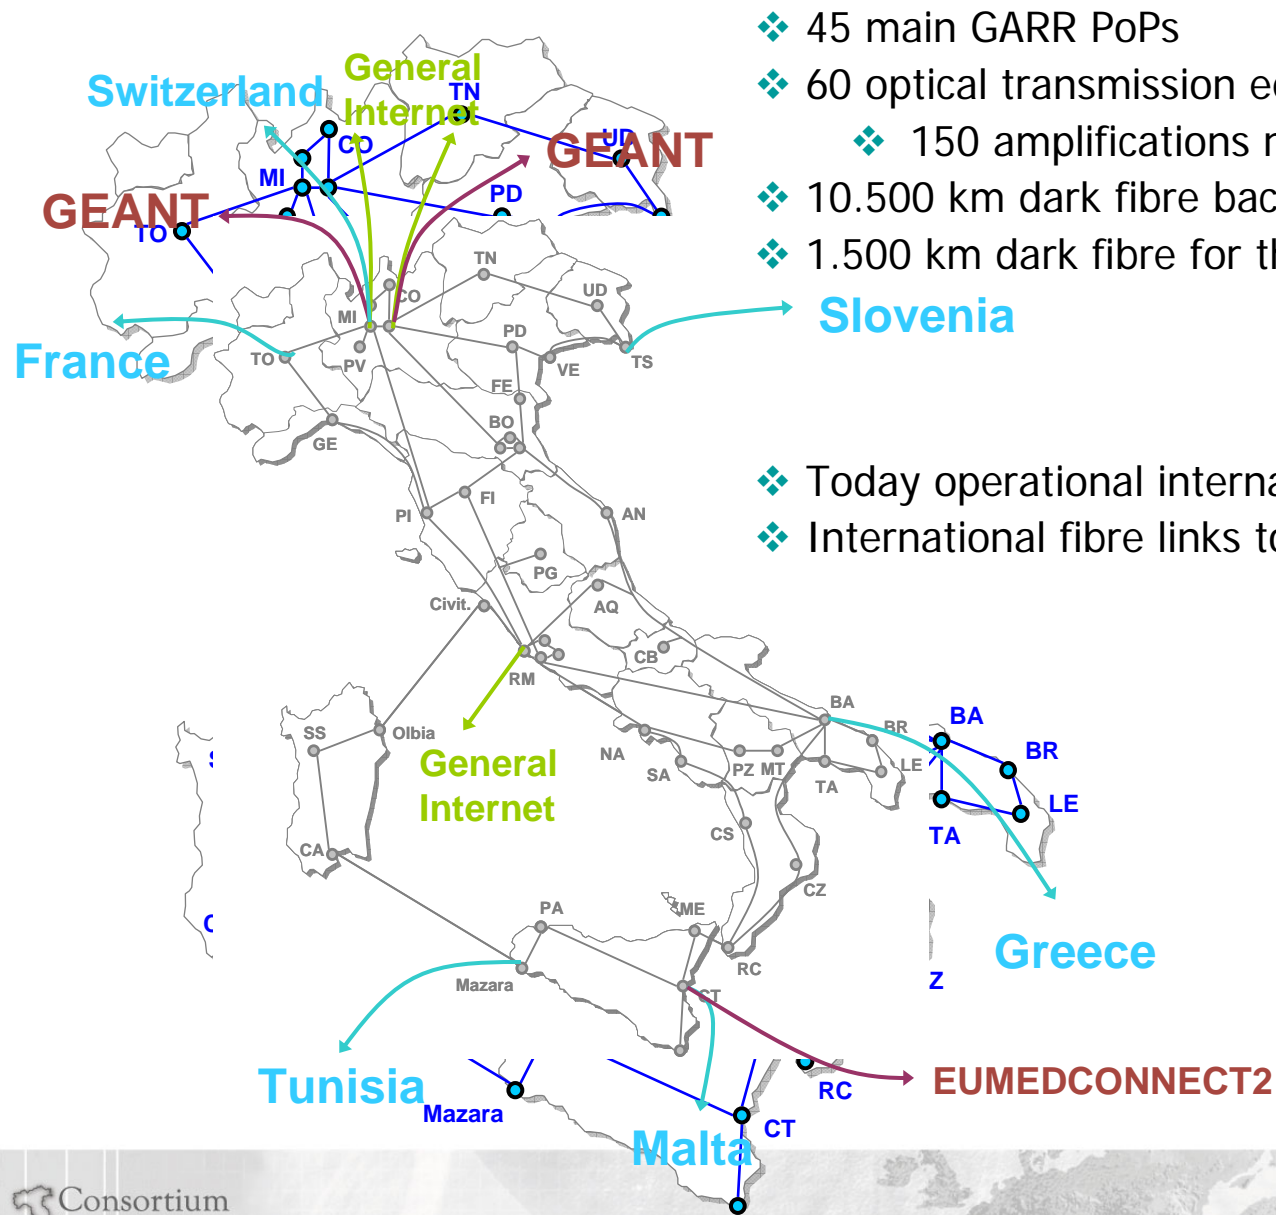 ❖ 45 main GARR PoPs
❖ 60 optical transmission
❖ 150 amplifications
❖ 10.500 km dark fibre
❖ 1.500 km dark fibre for
General
Internet
Switzerland
TN
CO
UD
GEANT
MI
PD
GEANT
TO
TN
UD
CO
MI
PD
Slovenia
TO
PV
VE
TS
France
FE
BO
GE
❖ Today operational
FI
PI
AN
❖ International fibre links
PG
Civit.
AQ
CB
RM
BA
BA
SS
Olbia
BR
NA
BR
General
Internet
SA
PZ
MT
TA
LE
LE
CS
TA
CA
CZ
PA
ME
RC
Greece
Mazara
CT
Z
Tunisia
EUMEDCONNECT2
RC
Mazara
CT
Malta
Consortium